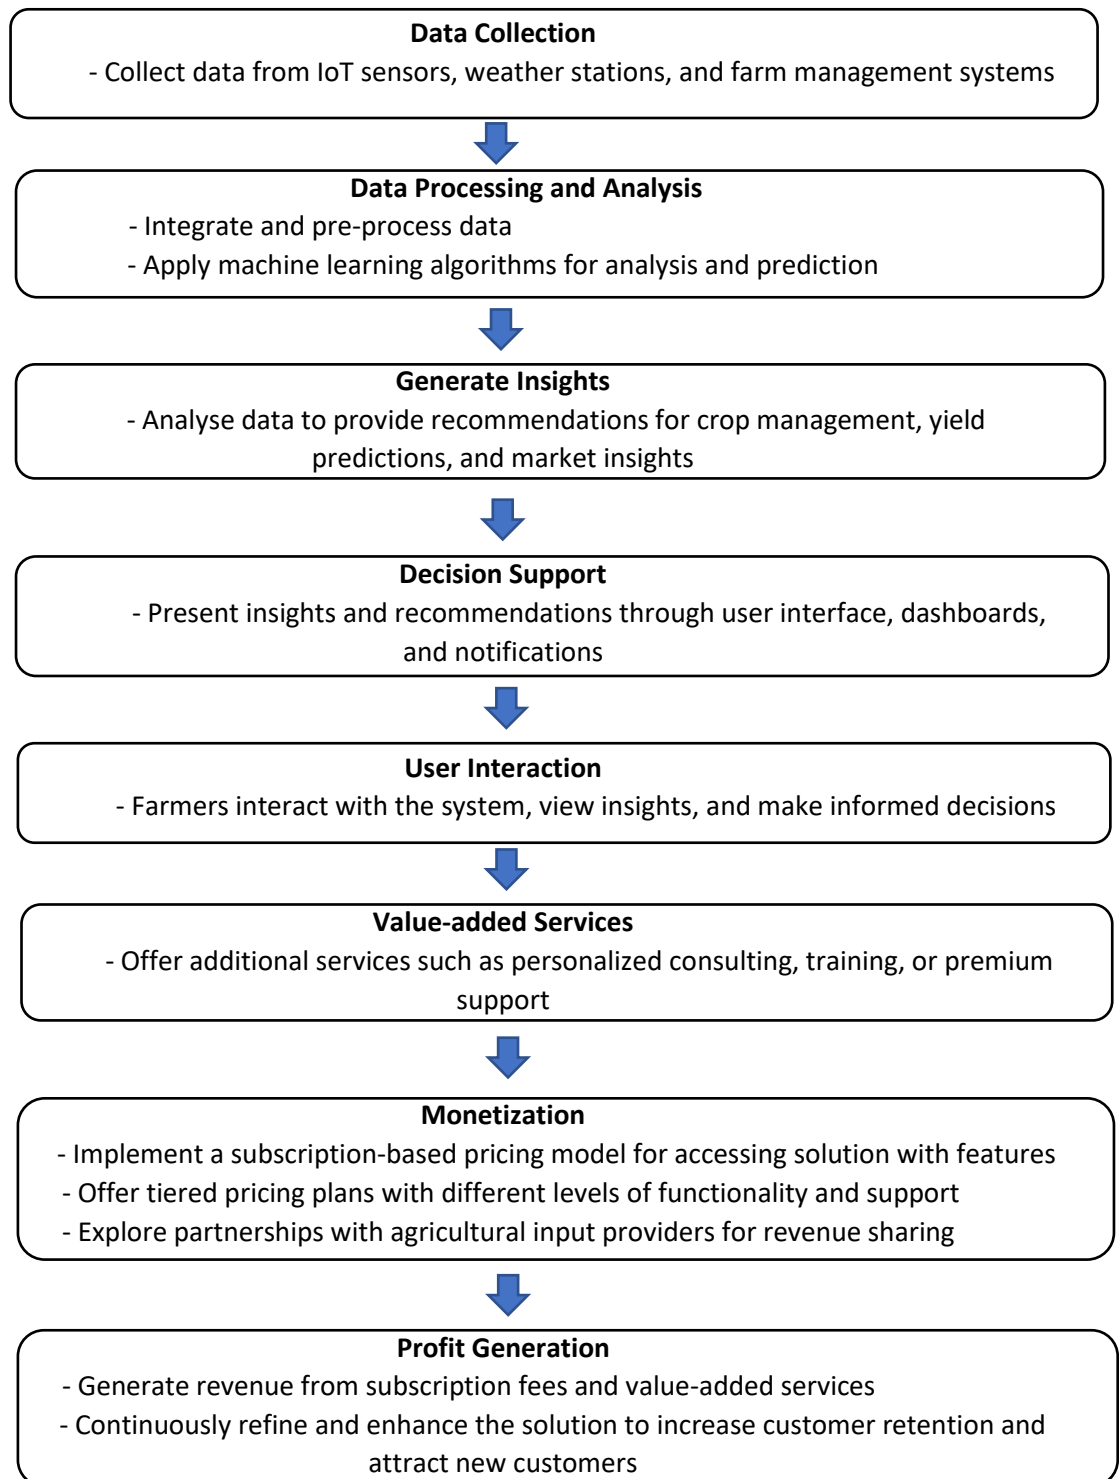 Data Collection
- Collect data from IoT sensors, weather stations, and farm management systems
Data Processing and Analysis
- Integrate and pre-process data
- Apply machine learning algorithms for analysis and prediction
Generate Insights
- Analyse data to provide recommendations for crop management, yield
predictions, and market insights
Decision Support
- Present insights and recommendations through user interface, dashboards,
and notifications
User Interaction
- Farmers interact with the system, view insights, and make informed decisions
Value-added Services
- Offer additional services such as personalized consulting, training, or premium
support
Monetization
- Implement a subscription-based pricing model for accessing solution with features
- Offer tiered pricing plans with different levels of functionality and support
- Explore partnerships with agricultural input providers for revenue sharing
Profit Generation
- Generate revenue from subscription fees and value-added services
- Continuously refine and enhance the solution to increase customer retention and
attract new customers